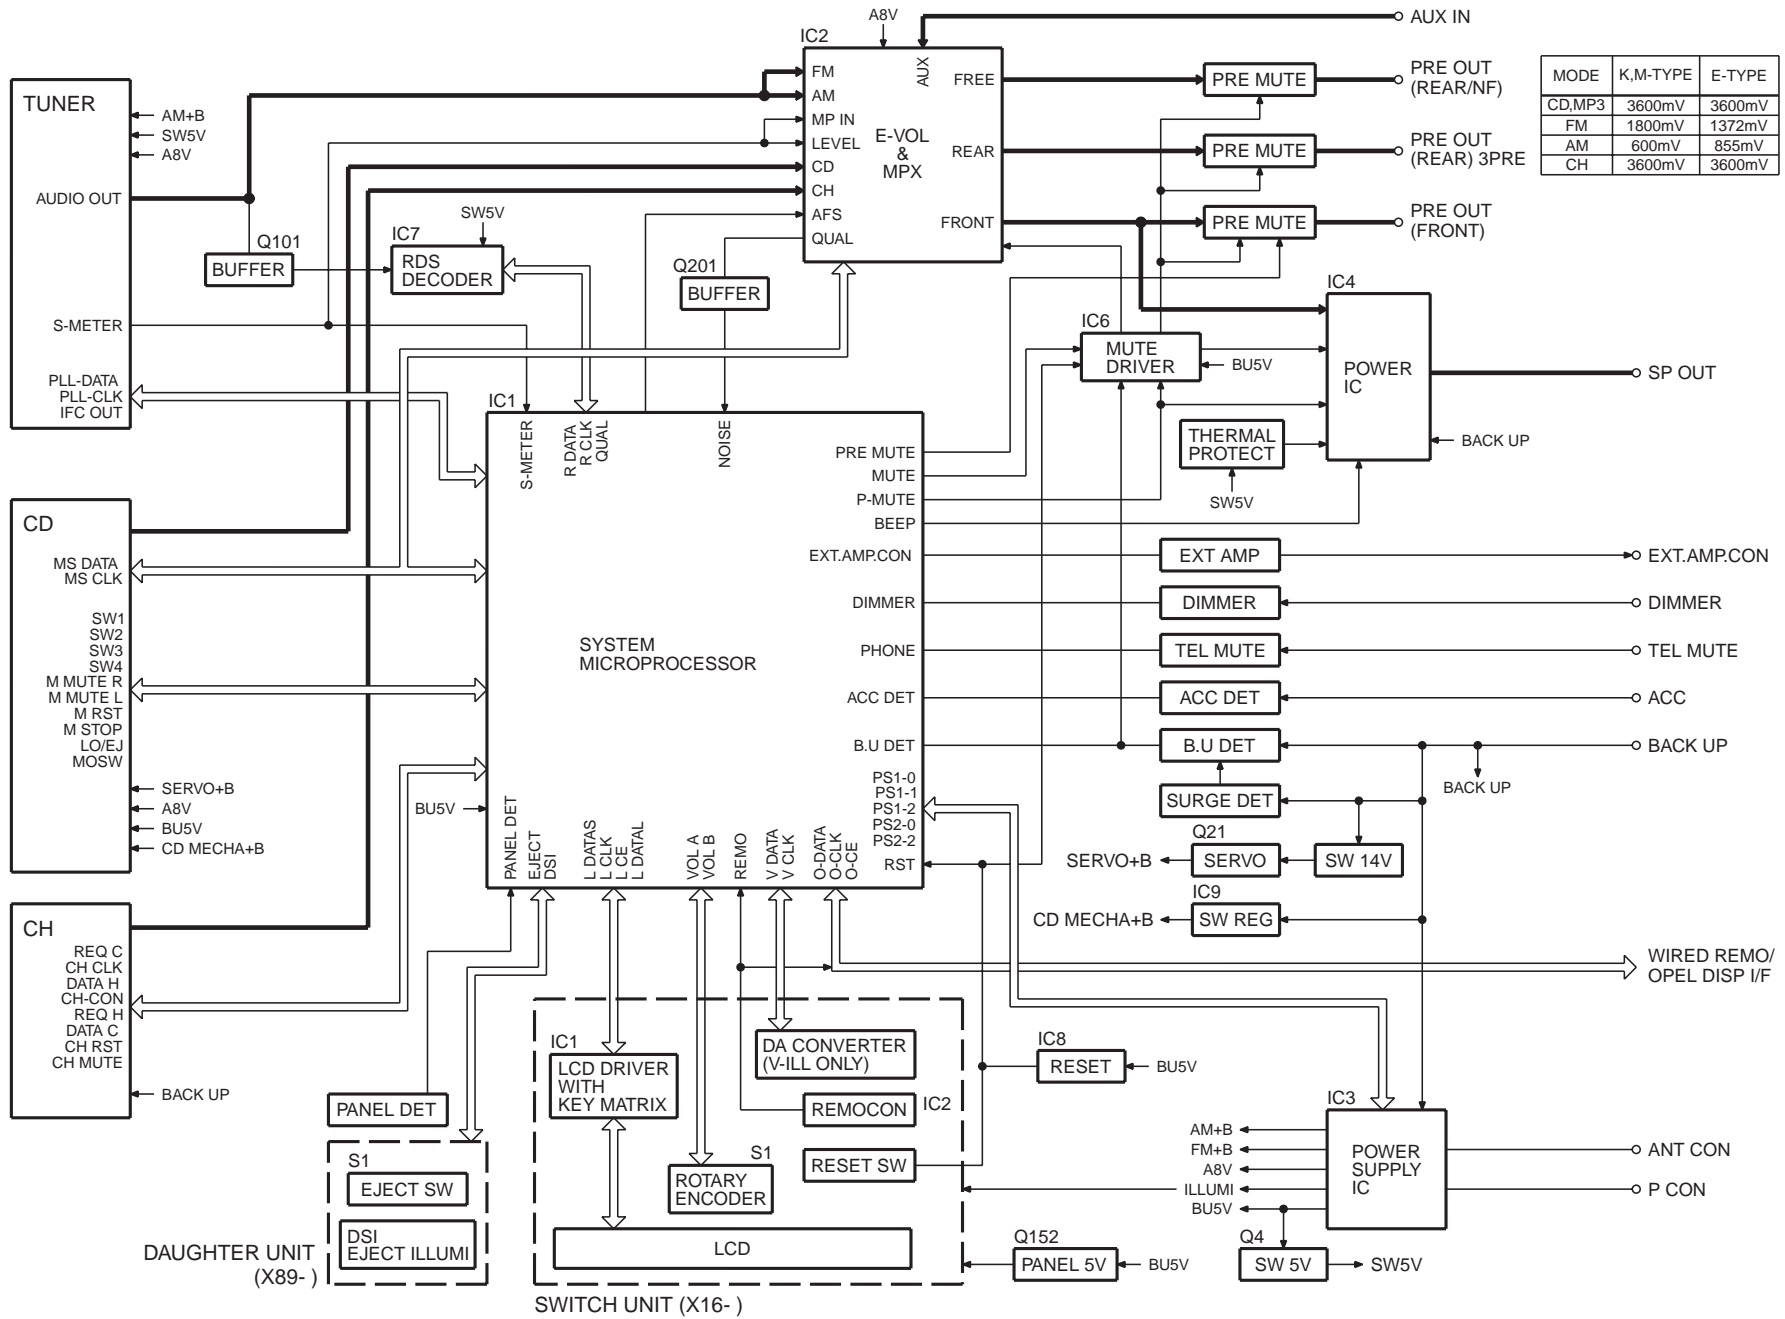 TUNER
AM+B
SW5V
A8V
AUDIO OUT
S-METER
PLL-DATA
PLL-CLK
IFC OUT
Q101
BUFFER
IC7
RDS
DECODER
SW5V
Q201
BUFFER
A8V
IC2
AUX
FM
AM
MP IN
LEVEL
CD
CH
AFS
QUAL
E-VOL
&
MPX
FREE
REAR
FRONT
AUX IN
PRE MUTE
PRE OUT
(REAR/NF)
PRE MUTE
PRE OUT
(REAR) 3PRE
PRE MUTE
PRE OUT
(FRONT)
MODE K,M-TYPE E-TYPE
CD,MP3 3600mV 3600mV
FM 1800mV 1372mV
AM 600mV 855mV
CH 3600mV 3600mV
IC6
MUTE
DRIVER
BU5V
IC4
POWER
IC
SP OUT
BACK UP
THERMAL
PROTECT
SW5V
CD
MS DATA
MS CLK
SW1
SW2
SW3
SW4
M MUTE R
M MUTE L
M RST
M STOP
LO/EJ
MOSW
SERVO+B
A8V
BU5V
CD MECHA+B
CH
REQ C
CH CLK
DATA H
CH-CON
REQ H
DATA C
CH RST
CH MUTE
BACK UP
IC1
S-METER
R DATA
R CLK
QUAL
NOISE
SYSTEM
MICROPROCESSOR
PRE MUTE
MUTE
P-MUTE
BEEP
EXT.AMP.CON
DIMMER
PHONE
ACC DET
B.U DET
PS1-0
PS1-1
PS1-2
PS2-0
PS2-2
RST
BU5V
PANEL DET
EJECT
DSI
L DATAS
L CLK
L CE
L DATAL
VOL A
VOL B
REMO
V DATA
V CLK
O-DATA
O-CLK
O-CE
EXT AMP
EXT.AMP.CON
DIMMER
DIMMER
TEL MUTE
TEL MUTE
ACC DET
ACC
B.U DET
BACK UP
BACK UP
SURGE DET
Q21
SERVO+B
SERVO
SW 14V
IC9
CD MECHA+B
SW REG
WIRED REMO/
OPEL DISP I/F
IC8
RESET
BU5V
IC3
POWER
SUPPLY
IC
AM+B
FM+B
A8V
ILLUMI
BU5V
ANT CON
P CON
Q4
SW 5V
SW5V
Q152
PANEL 5V
BU5V
PANEL DET
S1
EJECT SW
DSI
EJECT ILLUMI
DAUGHTER UNIT
(X89- )
IC1
LCD DRIVER
WITH
KEY MATRIX
DA CONVERTER
(V-ILL ONLY)
REMOCON
IC2
RESET SW
S1
ROTARY
ENCODER
LCD
SWITCH UNIT (X16- )